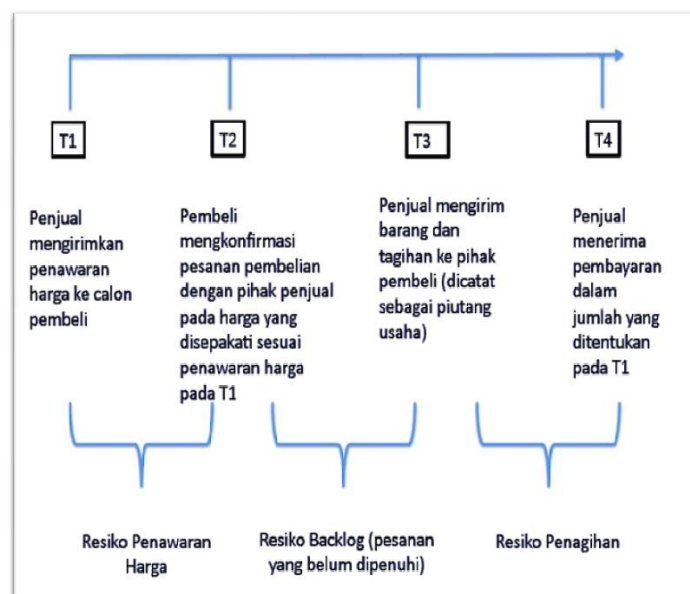 T1
T2
T3
T4
Penjual
mengirimkan
penawaran
harga ke calon
pembeli
Pembeli
mengkonfirmasi
pesanan pembelian
dengan pihak penjual
pada harga yang
disepakati sesuai
penawaran harga
pada T1
Penjual mengirim
barang dan
tagihan ke pihak
pembeli (dicatat
sebagai piutang
usaha)
Penjual
menerima
pembayaran
dalam
jumlah yang
ditentukan
pada T1
Resiko Penawaran
Harga
Resiko Backlog (pesanan
yang belum dipenuhi)
Resiko Penagihan